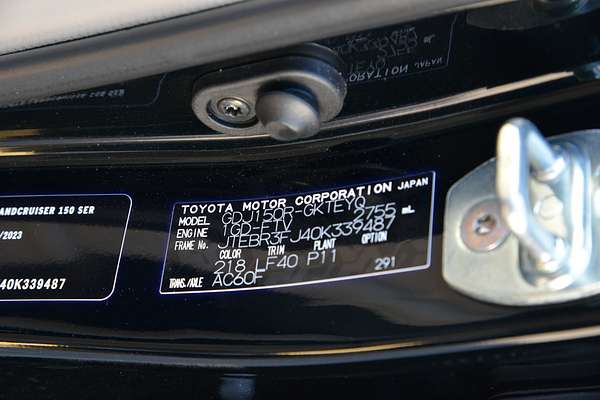 TOYOTA MOTOR CORPORATION JAPAN
MODEL GDJ150R-GKTEYQ
ENGINE 1GD-FTV 2755 mL
FRAME No. JTEBR3FJ40K339487
COLOR TRIM PLANT OPTION
218 LF40 P11 291
TRANS./AXLE AC60F
ANDCRUISER 150 SER
/2023
40K339487